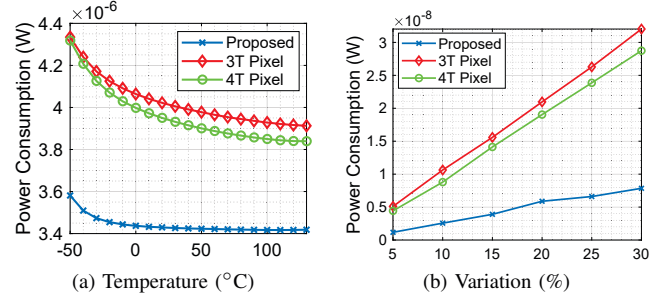 ×10⁻⁶
4.4
4.2
4
3.8
3.6
3.4
Power Consumption (W)
Proposed
3T Pixel
4T Pixel
-50 0 50 100
(a) Temperature (°C)
×10⁻⁸
3
2.5
2
1.5
1
0.5
0
Power Consumption (W)
Proposed
3T Pixel
4T Pixel
5 10 15 20 25 30
(b) Variation (%)